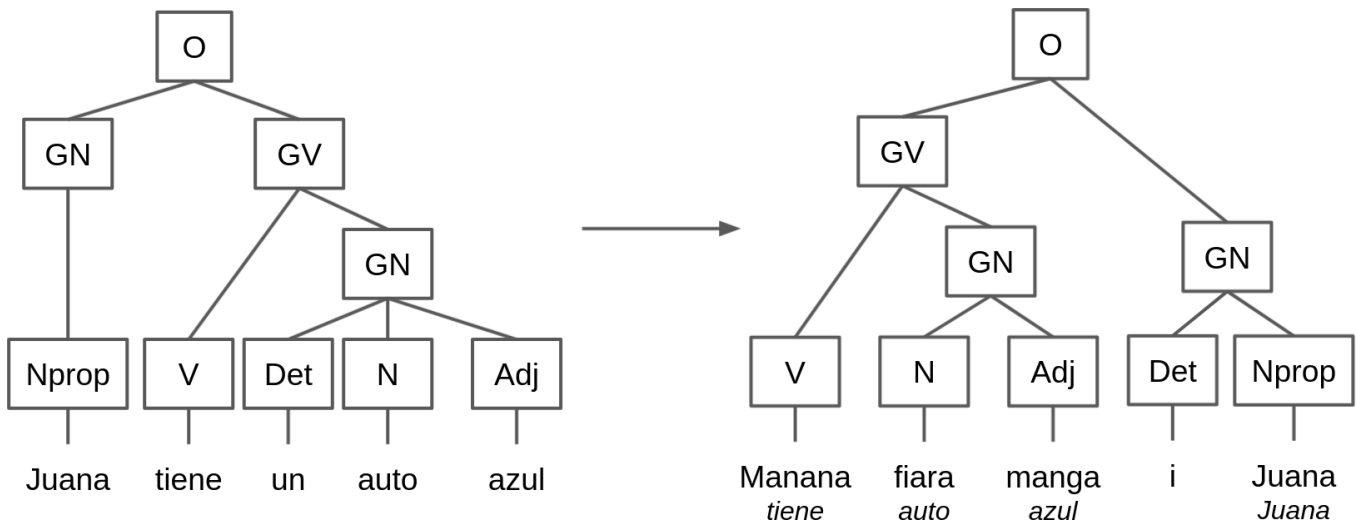 O
GN
GV
GN
Nprop
V
Det
N
Adj
Juana
tiene
un
auto
azul
O
GV
GN
GN
V
N
Adj
Det
Nprop
Manana
fiara
manga
i
Juana
tiene
auto
azul
Juana